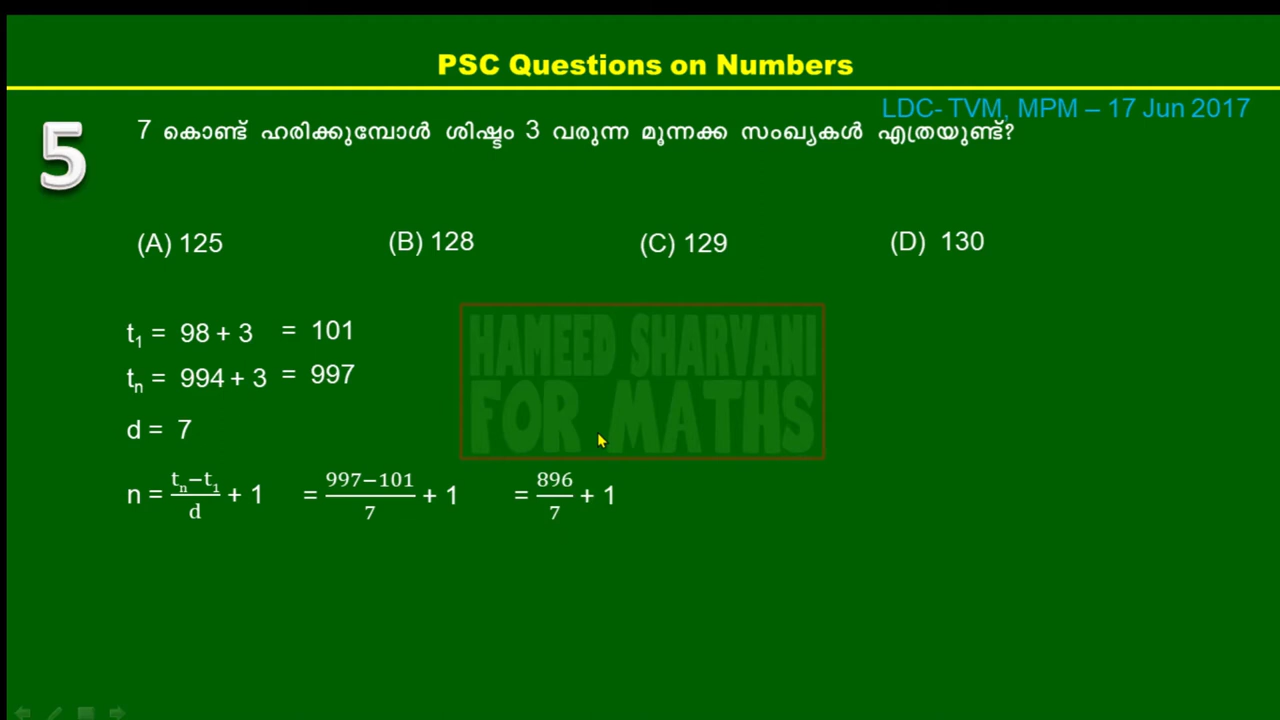 PSC Questions on Numbers
LDC- TVM, MPM – 17 Jun 2017
5
7 കൊണ്ട് ഹരിക്കുമ്പോൾ ശിഷ്ടം 3 വരുന്ന മൂന്നക്ക സംഖ്യകൾ എത്രയുണ്ട്?
(A) 125 (B) 128 (C) 129 (D) 130
HAMEED SHARVANI
FOR MATHS
t₁ = 98 + 3 = 101
tₙ = 994 + 3 = 997
d = 7
n = (tₙ−t₁)/d + 1 = (997−101)/7 + 1 = 896/7 + 1